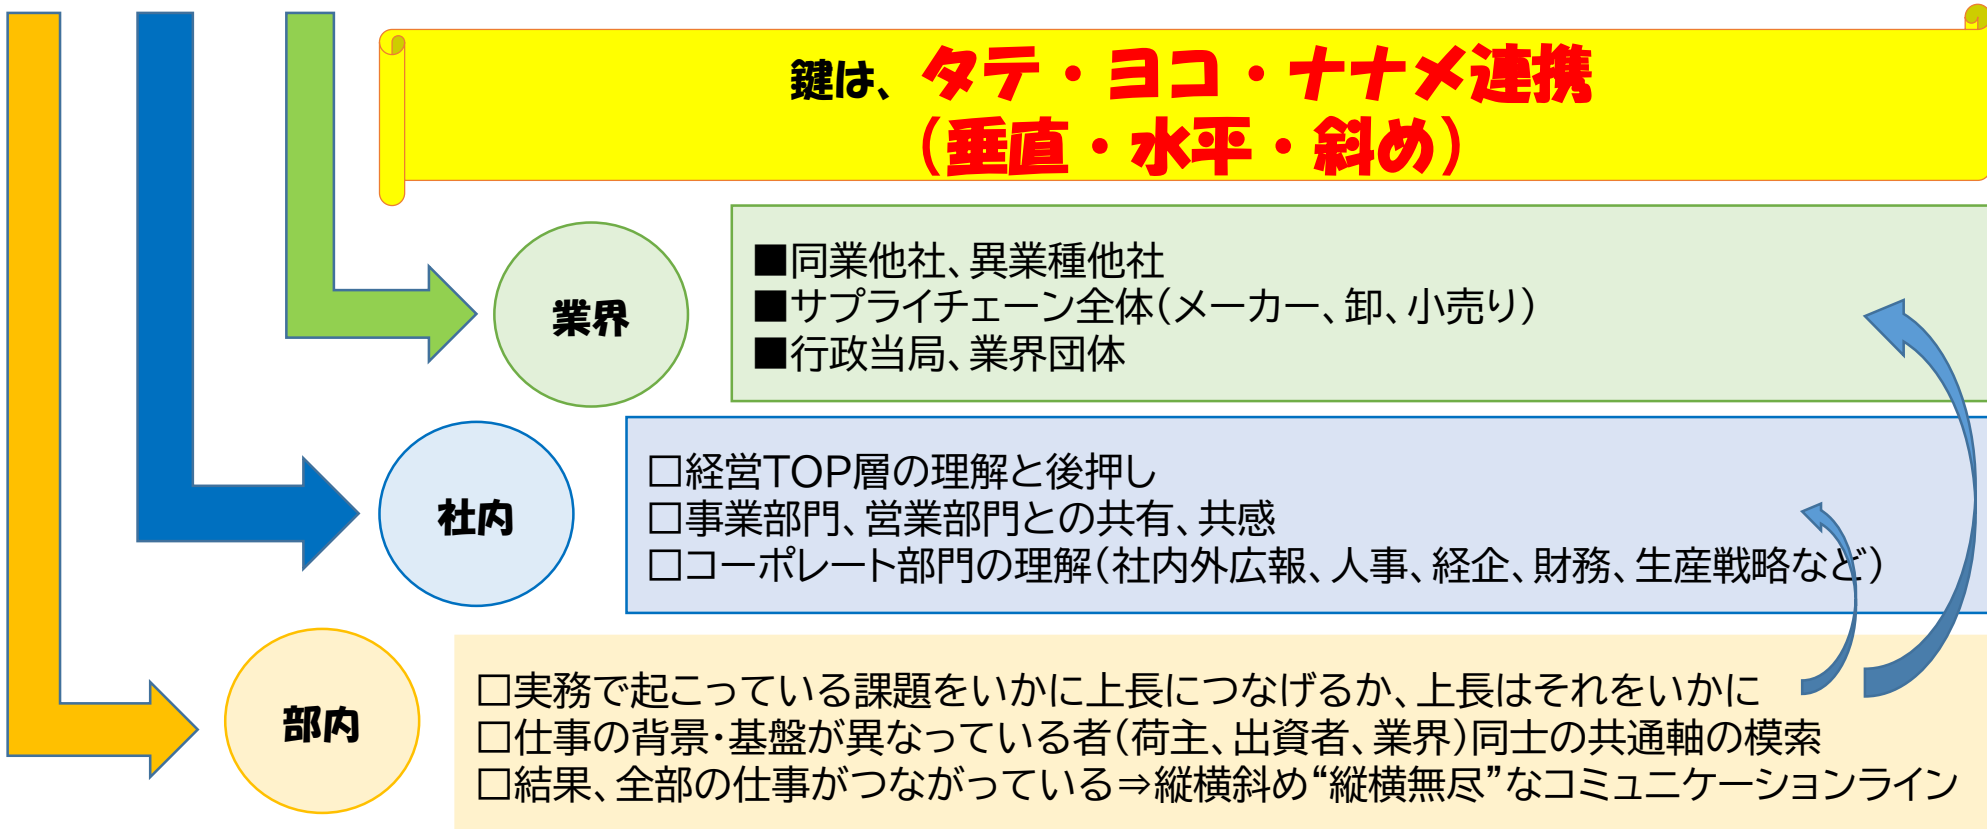 鍵は、タテ・ヨコ・ナナメ連携
(垂直・水平・斜め)
業界
■同業他社、異業種他社
■サプライチェーン全体(メーカー、卸、小売り)
■行政当局、業界団体
社内
□経営TOP層の理解と後押し
□事業部門、営業部門との共有、共感
□コーポレート部門の理解(社内外広報、人事、経企、財務、生産戦略など)
部内
□実務で起こっている課題をいかに上長につなげるか、上長はそれをいかに
□仕事の背景・基盤が異なっている者(荷主、出資者、業界)同士の共通軸の模索
□結果、全部の仕事がつながっている⇒縦横斜め“縦横無尽”なコミュニケーションライン